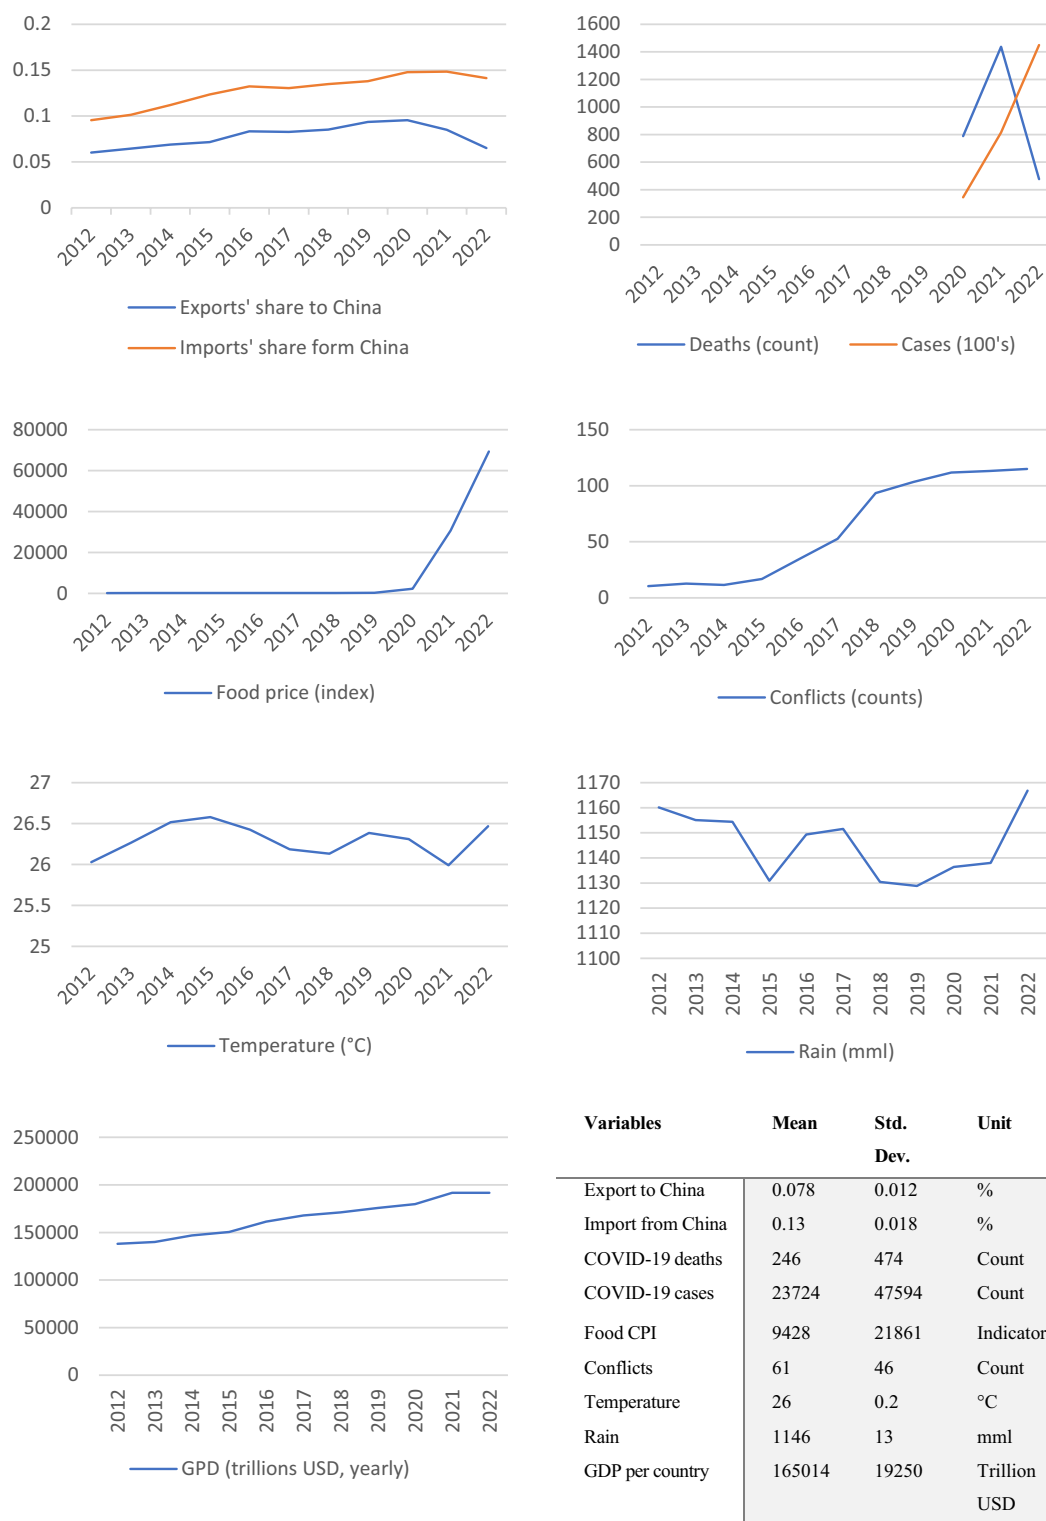 0.2
0.15
0.1
0.05
0
2012 2013 2014 2015 2016 2017 2018 2019 2020 2021 2022
Exports' share to China
Imports' share form China
1600
1400
1200
1000
800
600
400
200
0
2012 2013 2014 2015 2016 2017 2018 2019 2020 2021 2022
Deaths (count) Cases (100's)
80000
60000
40000
20000
0
2012 2013 2014 2015 2016 2017 2018 2019 2020 2021 2022
Food price (index)
150
100
50
0
2012 2013 2014 2015 2016 2017 2018 2019 2020 2021 2022
Conflicts (counts)
27
26.5
26
25.5
25
2012 2013 2014 2015 2016 2017 2018 2019 2020 2021 2022
Temperature (°C)
1170
1160
1150
1140
1130
1120
1110
1100
2012 2013 2014 2015 2016 2017 2018 2019 2020 2021 2022
Rain (mml)
250000
200000
150000
100000
50000
0
2012 2013 2014 2015 2016 2017 2018 2019 2020 2021 2022
GPD (trillions USD, yearly)
Variables Mean Std. Unit
Dev.
Export to China 0.078 0.012 %
Import from China 0.13 0.018 %
COVID-19 deaths 246 474 Count
COVID-19 cases 23724 47594 Count
Food CPI 9428 21861 Indicator
Conflicts 61 46 Count
Temperature 26 0.2 °C
Rain 1146 13 mml
GDP per country 165014 19250 Trillion
USD